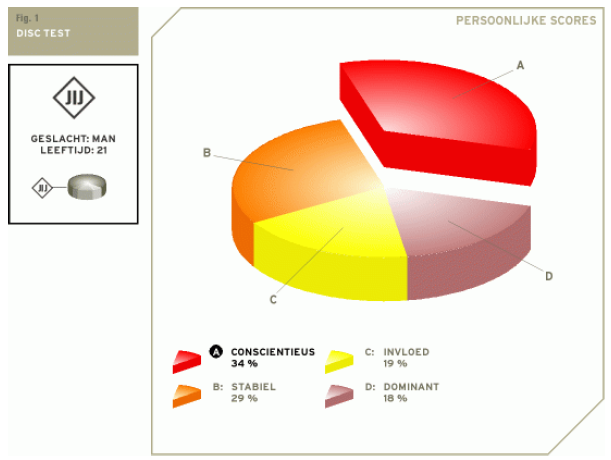 Fig. 1
DISC TEST
PERSOONLIJKE SCORES
JIJ
GESLACHT: MAN
LEEFTIJD: 21
JIJ
A
B
C
D
A CONSCIENTIEUS
34 %
B: STABIEL
29 %
C: INVLOED
19 %
D: DOMINANT
18 %